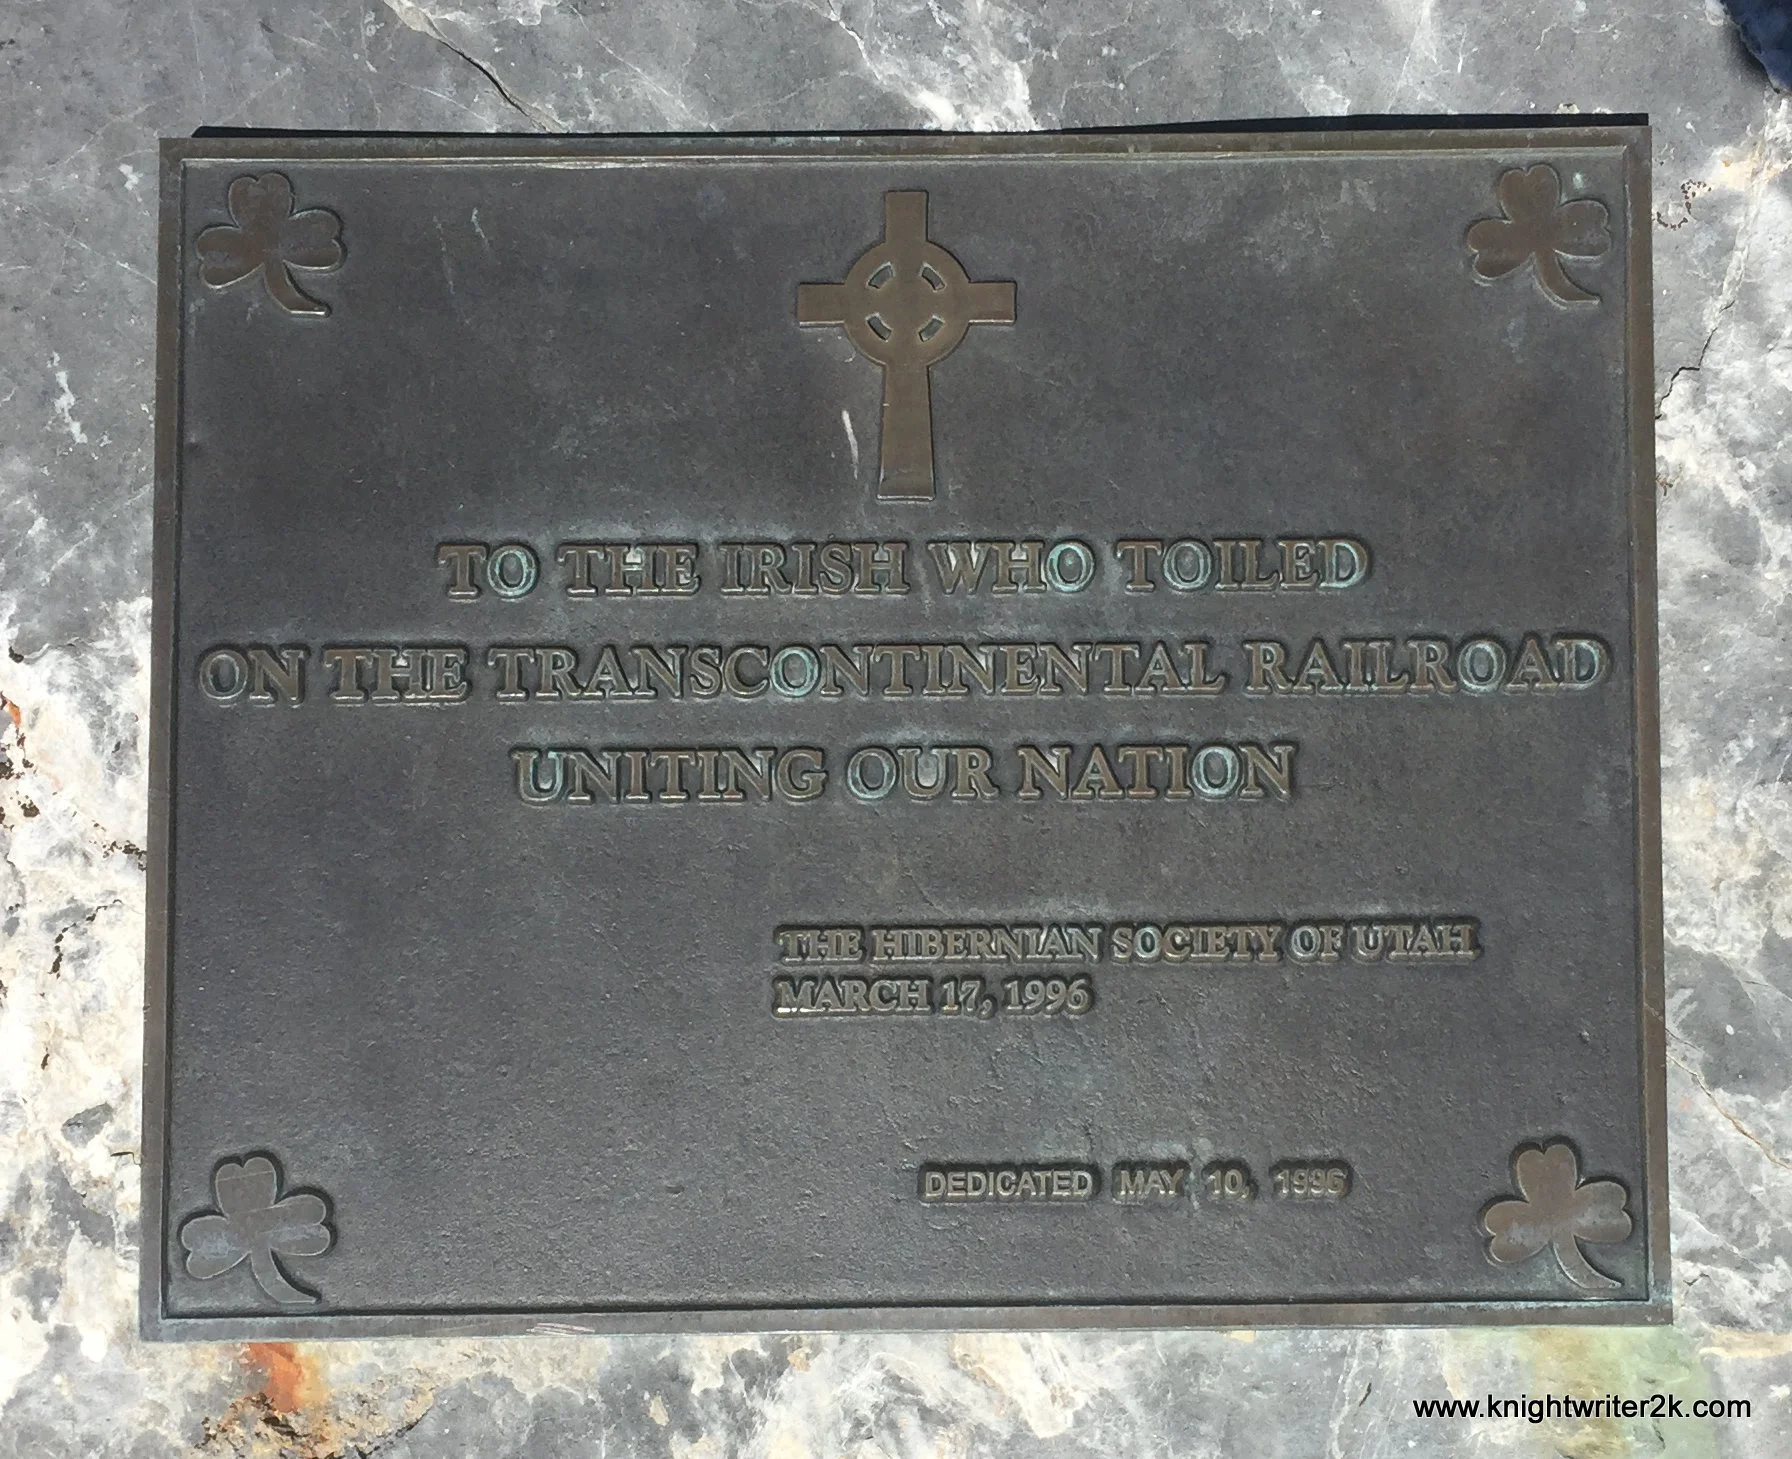 TO THE IRISH WHO TOILED
ON THE TRANSCONTINENTAL RAILROAD
UNITING OUR NATION
THE HIBERNIAN SOCIETY OF UTAH
MARCH 17, 1996
DEDICATED MAY 10, 1996
www.knightwriter2k.com